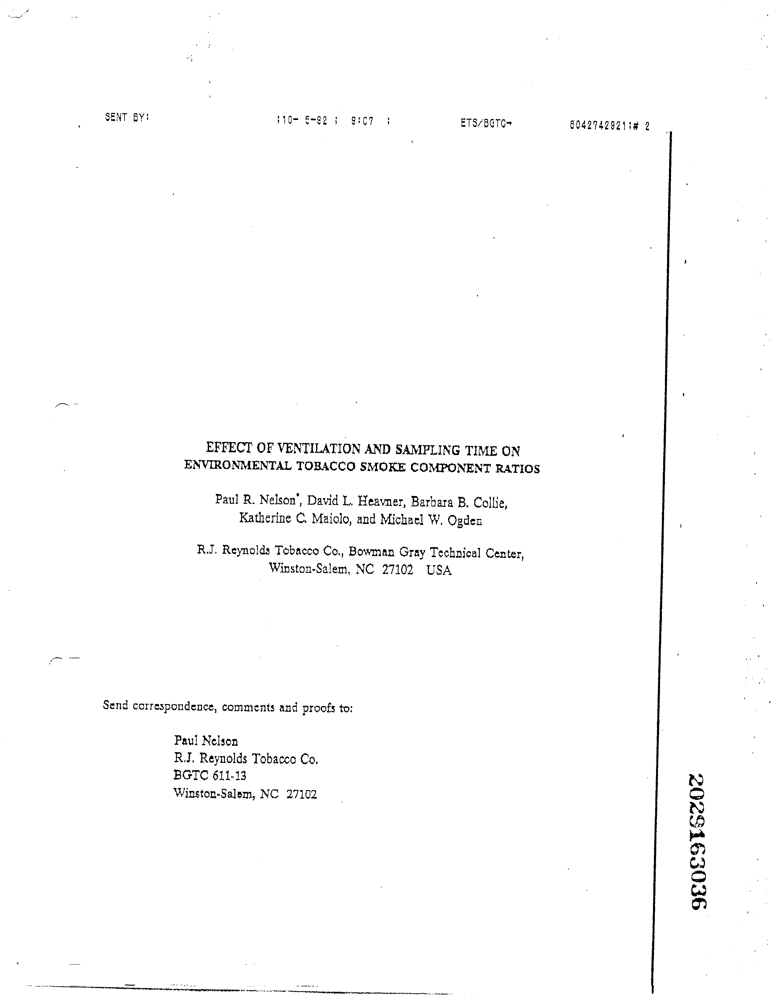 SENT BY: ;10- 5-92 ; 9:07 ; ETS/BGTC→ 8042742921;# 2
EFFECT OF VENTILATION AND SAMPLING TIME ON
ENVIRONMENTAL TOBACCO SMOKE COMPONENT RATIOS
Paul R. Nelson*, David L. Heavner, Barbara B. Collie,
Katherine C. Maiolo, and Michael W. Ogden
R.J. Reynolds Tobacco Co., Bowman Gray Technical Center,
Winston-Salem, NC 27102 USA
Send correspondence, comments and proofs to:
Paul Nelson
R.J. Reynolds Tobacco Co.
BGTC 611-13
Winston-Salem, NC 27102
2029163036